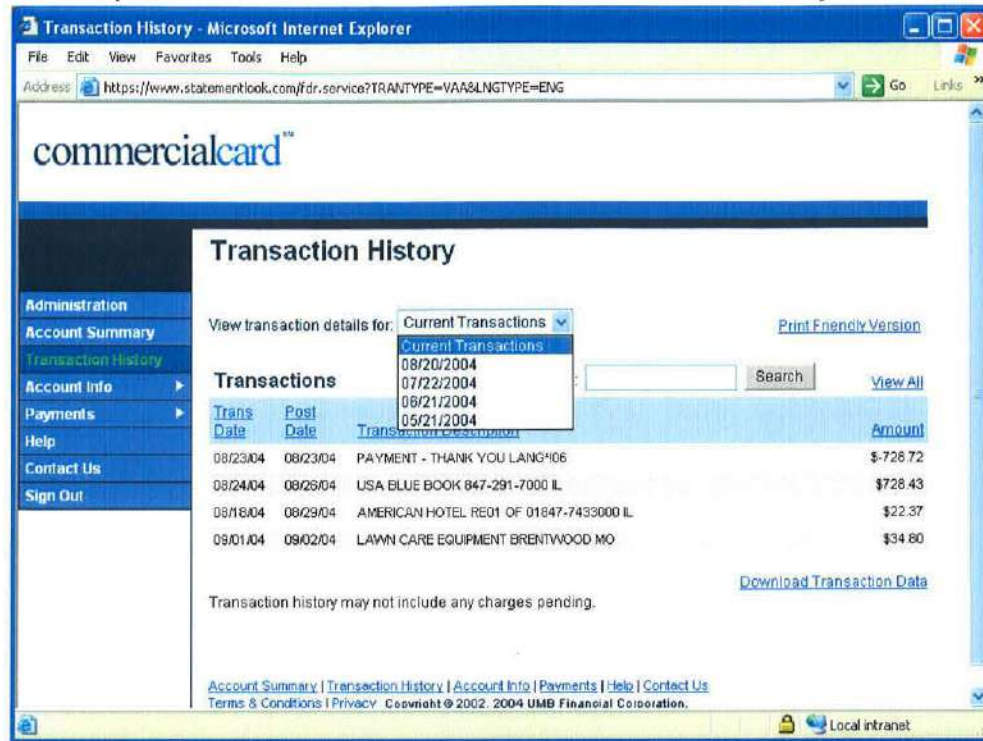 Transaction History - Microsoft Internet Explorer
File Edit View Favorites Tools Help
Address https://www.statementlook.com/fdr.service?TRANTYPE=VAA&LNGTYPE=ENG Go Links »
commercialcard℠
Transaction History
Administration
Account Summary
Transaction History
Account Info
Payments
Help
Contact Us
Sign Out
View transaction details for: Current Transactions
Print Friendly Version
Current Transactions
08/20/2004
07/22/2004
06/21/2004
05/21/2004
Transactions : Search View All
Trans Date Post Date Transaction Description Amount
08/23/04 08/23/04 PAYMENT - THANK YOU LANG*I06 $-728.72
08/24/04 08/26/04 USA BLUE BOOK 847-291-7000 IL $728.43
08/18/04 08/29/04 AMERICAN HOTEL RE01 OF 01847-7433000 IL $22.37
09/01/04 09/02/04 LAWN CARE EQUIPMENT BRENTWOOD MO $34.80
Download Transaction Data
Transaction history may not include any charges pending.
Account Summary | Transaction History | Account Info | Payments | Help | Contact Us
Terms & Conditions | Privacy Copyright © 2002, 2004 UMB Financial Corporation.
Local intranet